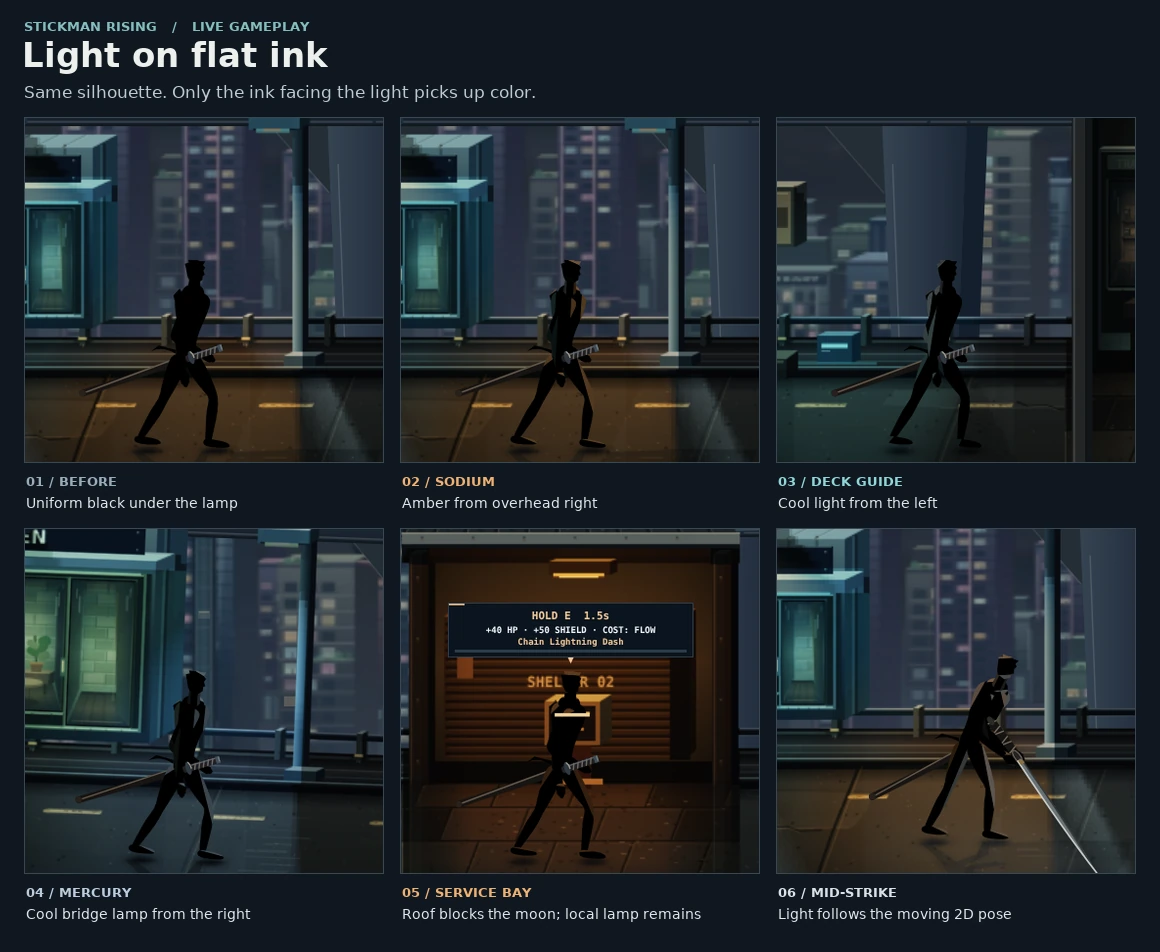 STICKMAN RISING / LIVE GAMEPLAY
Light on flat ink
Same silhouette. Only the ink facing the light picks up color.
01 / BEFORE
Uniform black under the lamp
02 / SODIUM
Amber from overhead right
03 / DECK GUIDE
Cool light from the left
EN
HOLD E 1.5s
+40 HP · +50 SHIELD · COST: FLOW
Chain Lightning Dash
SHEL R 02
04 / MERCURY
Cool bridge lamp from the right
05 / SERVICE BAY
Roof blocks the moon; local lamp remains
06 / MID-STRIKE
Light follows the moving 2D pose